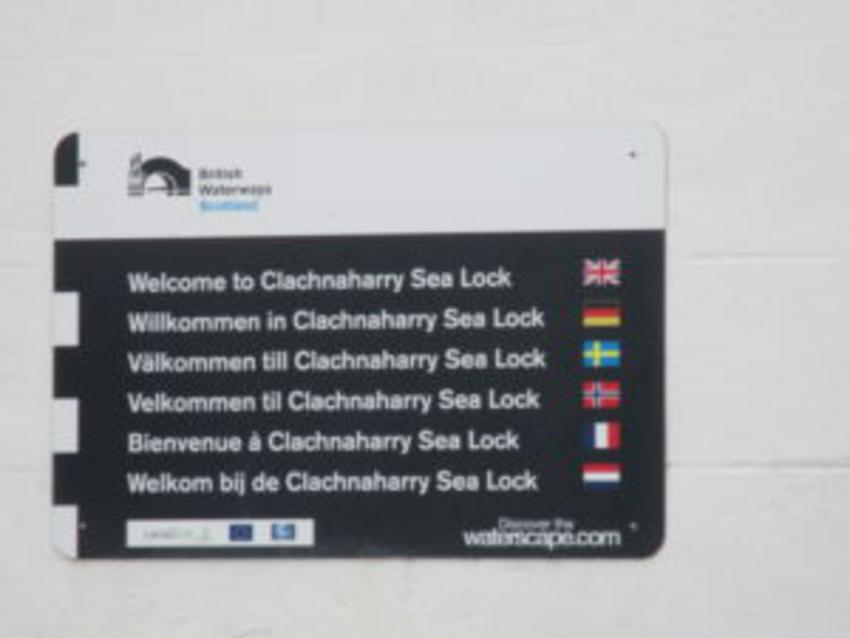 British
Waterways
Scotland
Welcome to Clachnaharry Sea Lock
Willkommen in Clachnaharry Sea Lock
Välkommen till Clachnaharry Sea Lock
Velkommen til Clachnaharry Sea Lock
Bienvenue à Clachnaharry Sea Lock
Welkom bij de Clachnaharry Sea Lock
Discover the
waterscape.com